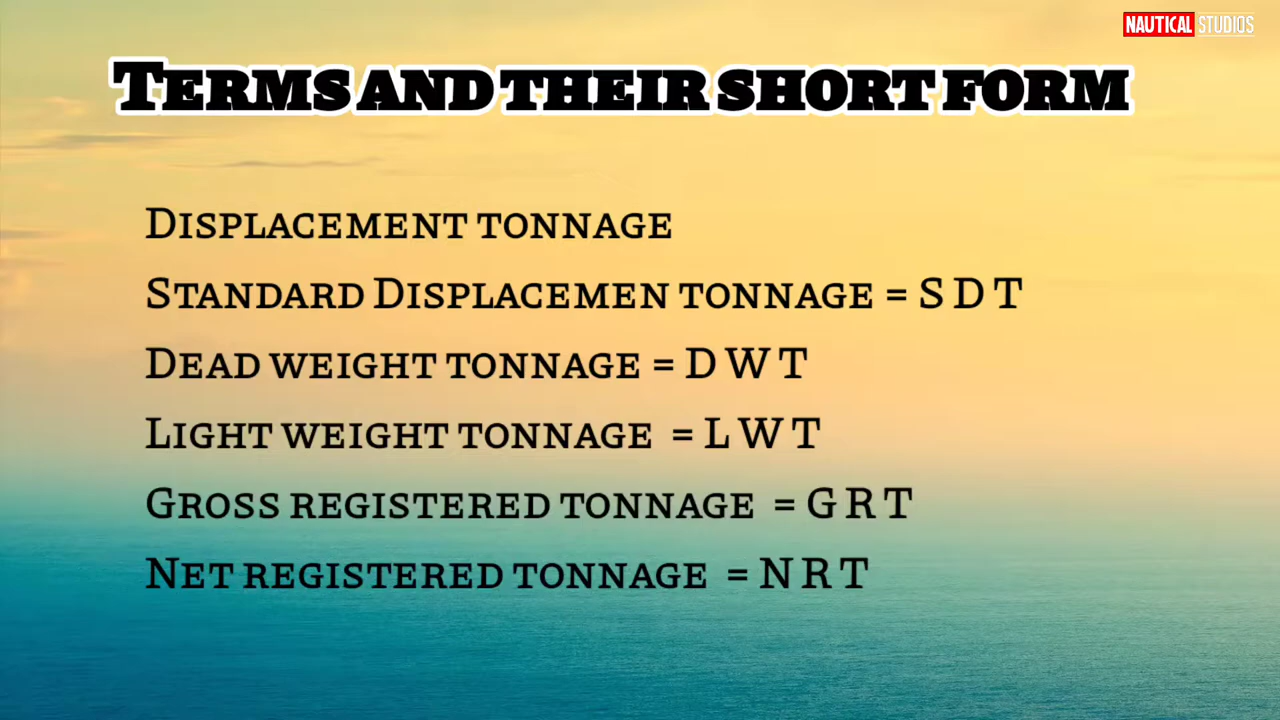 NAUTICAL STUDIOS
Terms and their short form
Displacement tonnage
Standard Displacemen tonnage = S D T
Dead weight tonnage = D W T
Light weight tonnage = L W T
Gross registered tonnage = G R T
Net registered tonnage = N R T